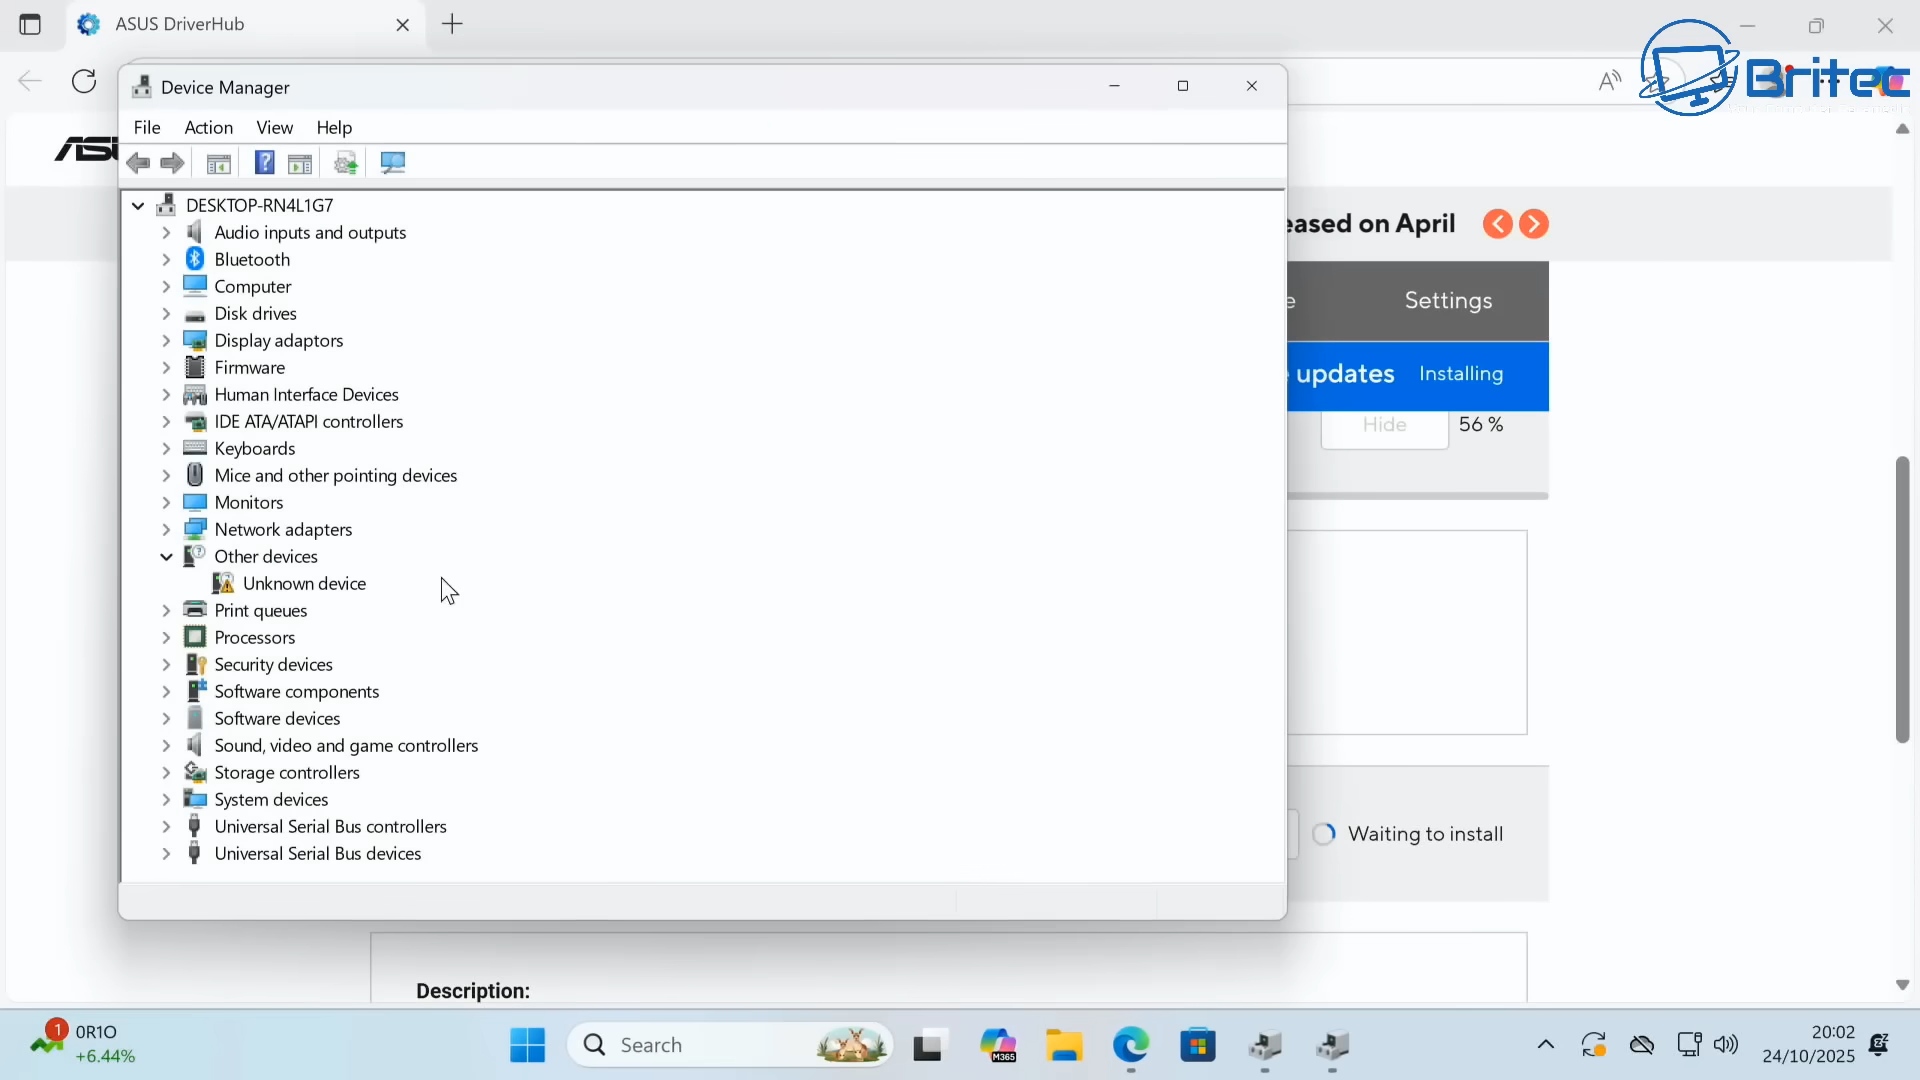 ASUS DriverHub
Britec
Device Manager
File Action View Help
DESKTOP-RN4L1G7
Audio inputs and outputs
Bluetooth
Computer
Disk drives
Display adaptors
Firmware
Human Interface Devices
IDE ATA/ATAPI controllers
Keyboards
Mice and other pointing devices
Monitors
Network adapters
Other devices
Unknown device
Print queues
Processors
Security devices
Software components
Software devices
Sound, video and game controllers
Storage controllers
System devices
Universal Serial Bus controllers
Universal Serial Bus devices
eased on April
e Settings
updates Installing
Hide 56 %
Waiting to install
Description:
1 0R1O
+6.44%
Search
M365
20:02
24/10/2025